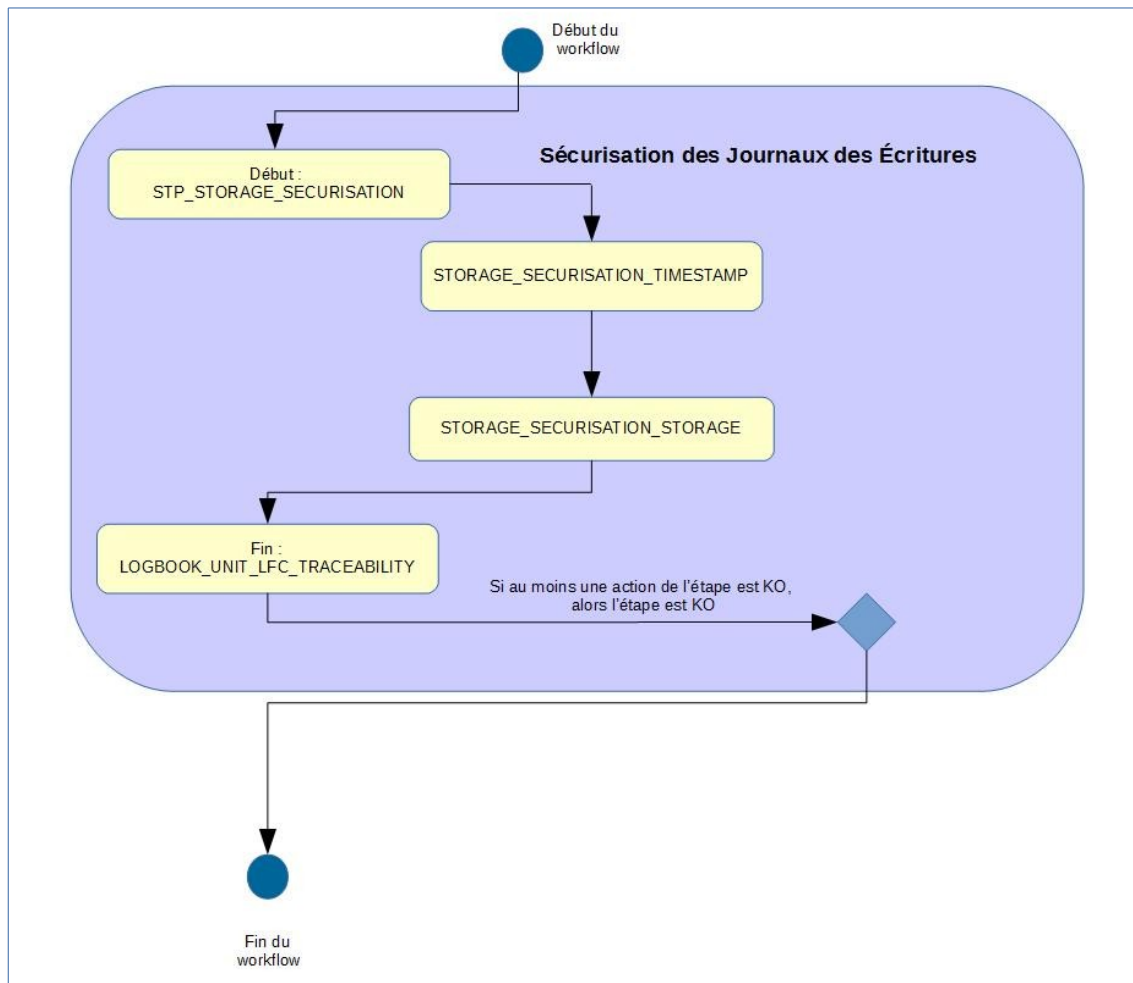 Début du
workflow
Sécurisation des Journaux des Écritures
Début :
STP_STORAGE_SECURISATION
STORAGE_SECURISATION_TIMESTAMP
STORAGE_SECURISATION_STORAGE
Fin :
LOGBOOK_UNIT_LFC_TRACEABILITY
Si au moins une action de l'étape est KO,
alors l'étape est KO
Fin du
workflow